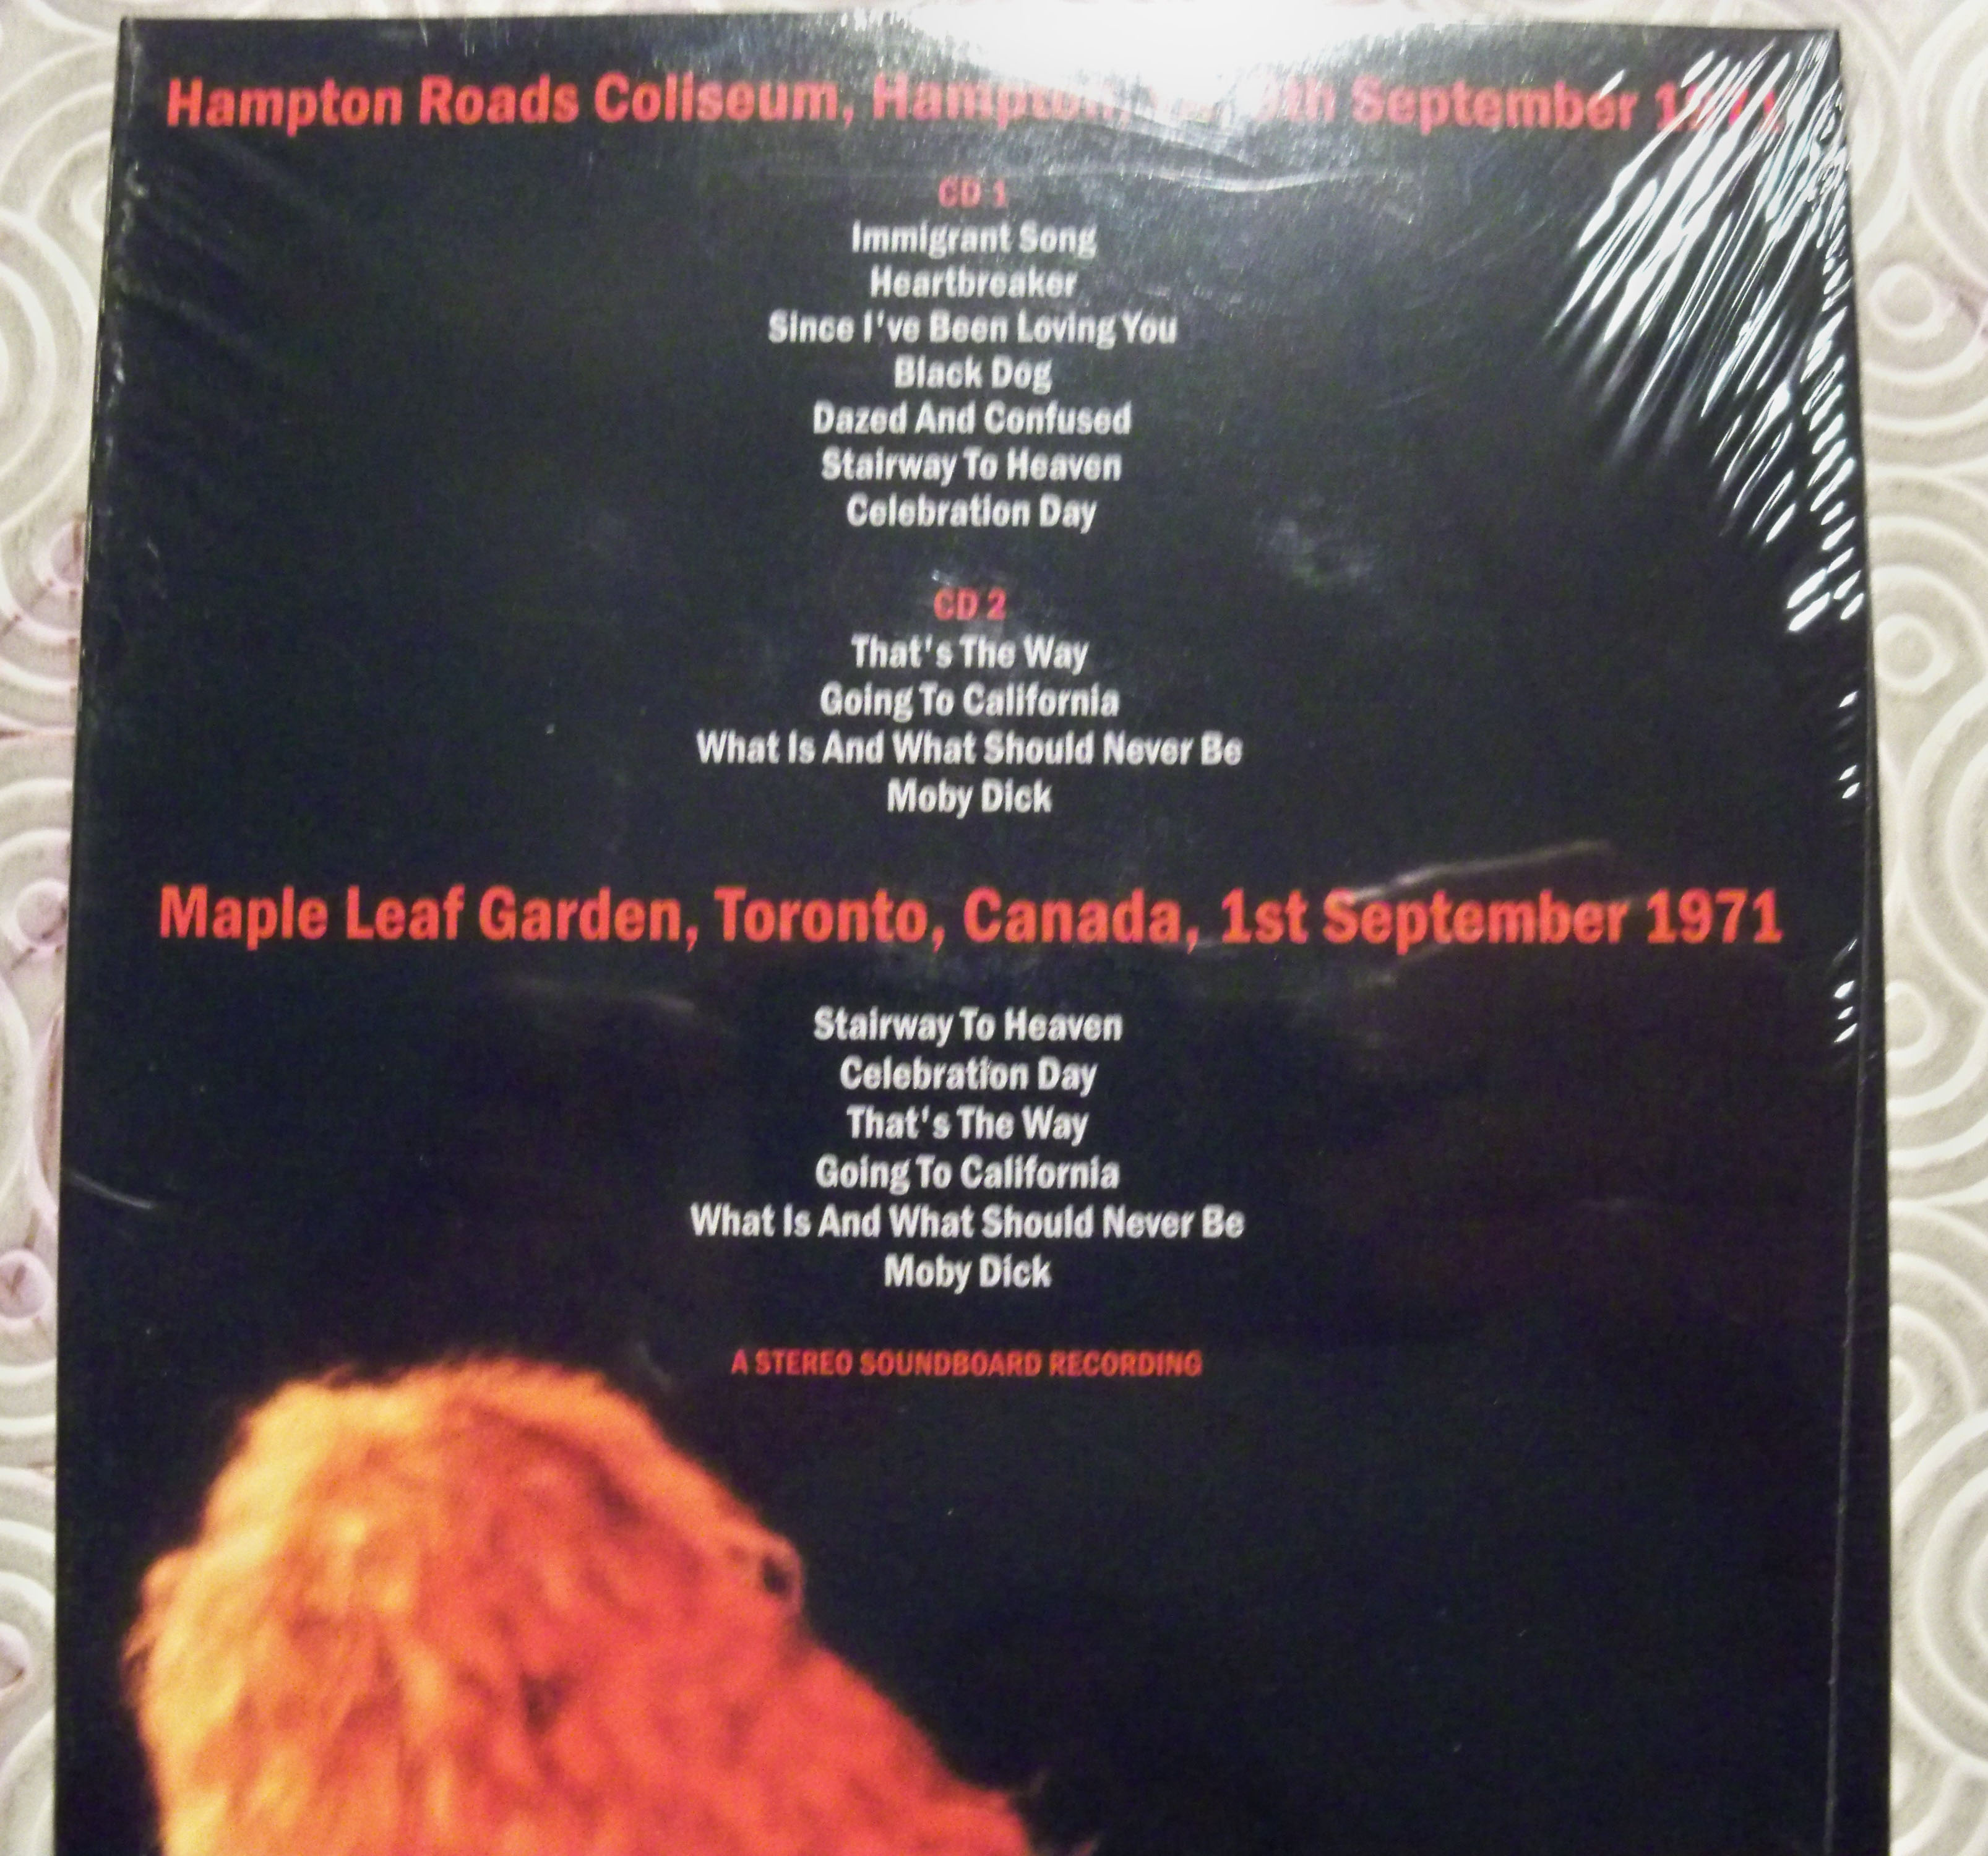 Hampton Roads Coliseum, Hampton, September
CD 1
Immigrant Song
Heartbreaker
Since I've Been Loving You
Black Dog
Dazed And Confused
Stairway To Heaven
Celebration Day
CD 2
That's The Way
Going To California
What Is And What Should Never Be
Moby Dick
Maple Leaf Garden, Toronto, Canada, 1st September 1971
Stairway To Heaven
Celebration Day
That's The Way
Going To California
What Is And What Should Never Be
Moby Dick
A STEREO SOUNDBOARD RECORDING